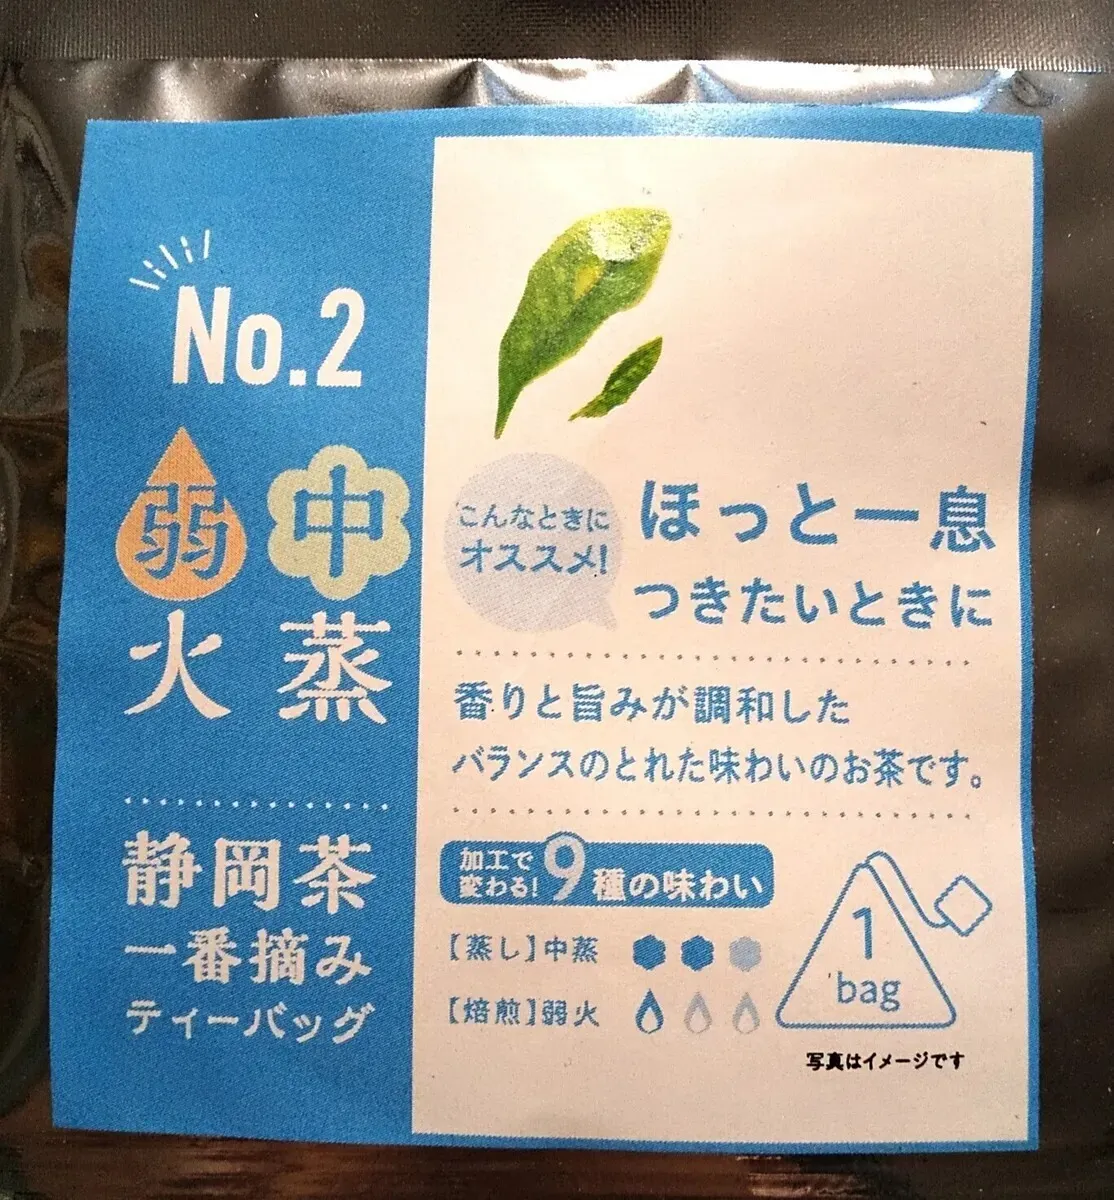 No.2
中蒸
弱火
静岡茶
一番摘み
ティーバッグ
こんなときに
オススメ!
ほっと一息
つきたいときに
香りと旨みが調和した
バランスのとれた味わいのお茶です。
加工で
変わる!
9種の味わい
【蒸し】中蒸
【焙煎】弱火
1
bag
写真はイメージです